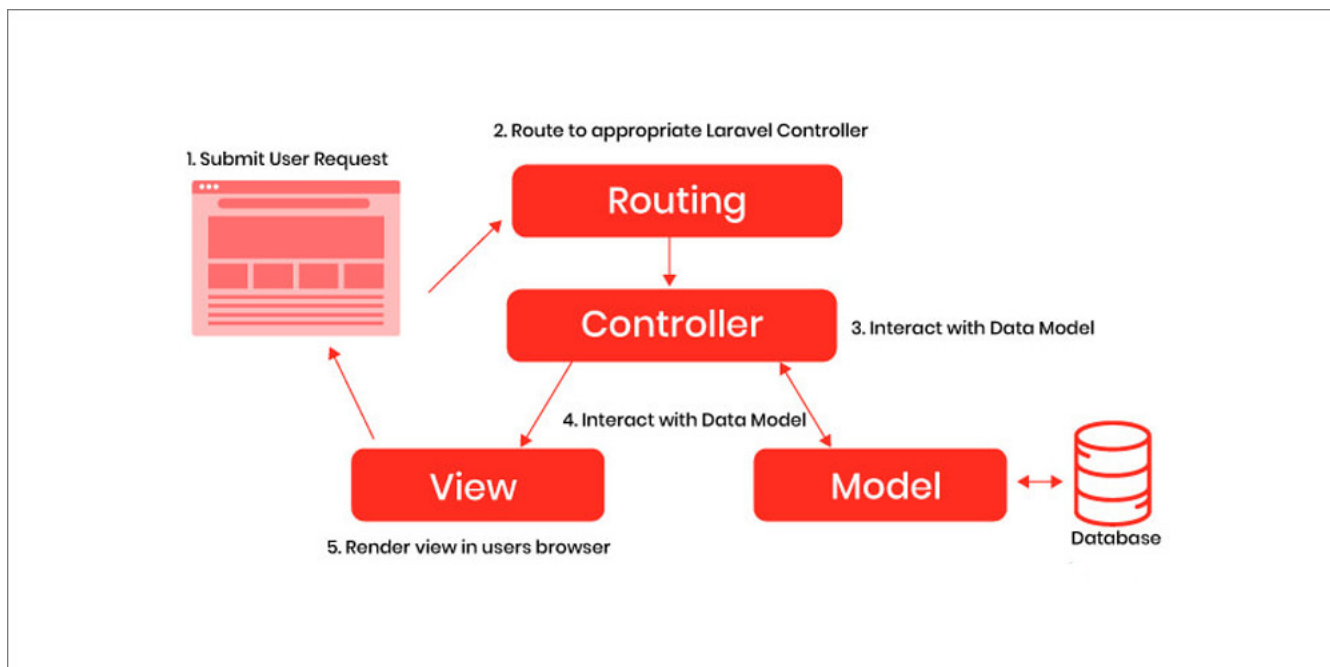 2. Route to appropriate Laravel Controller
1. Submit User Request
Routing
Controller
3. Interact with Data Model
4. Interact with Data Model
View
Model
Database
5. Render view in users browser